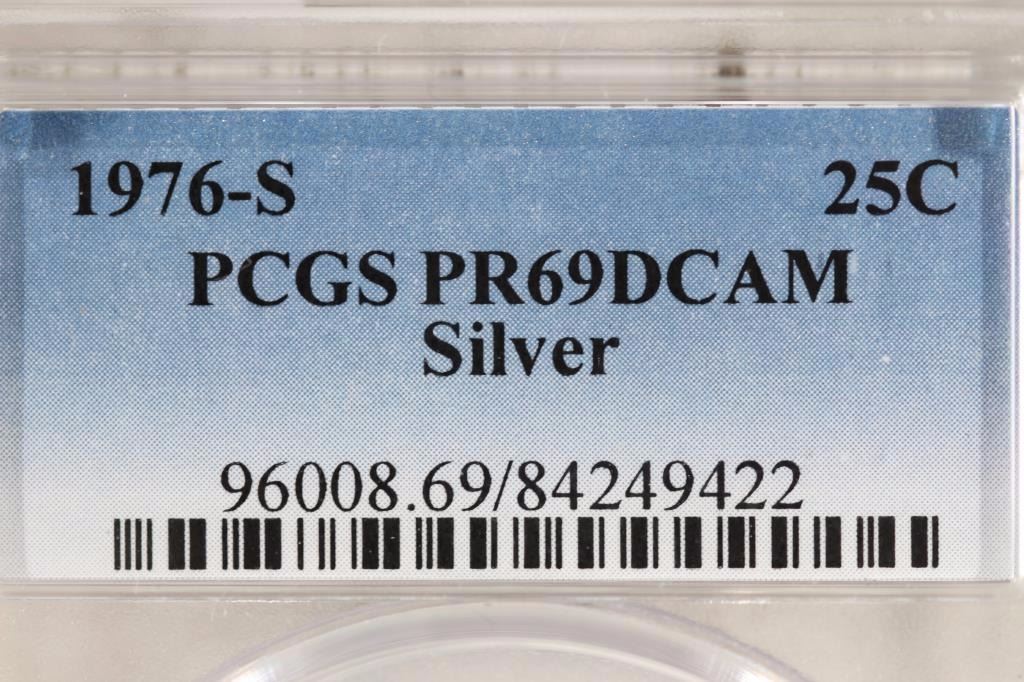 1976-S 25C
PCGS PR69DCAM
Silver
96008.69/84249422